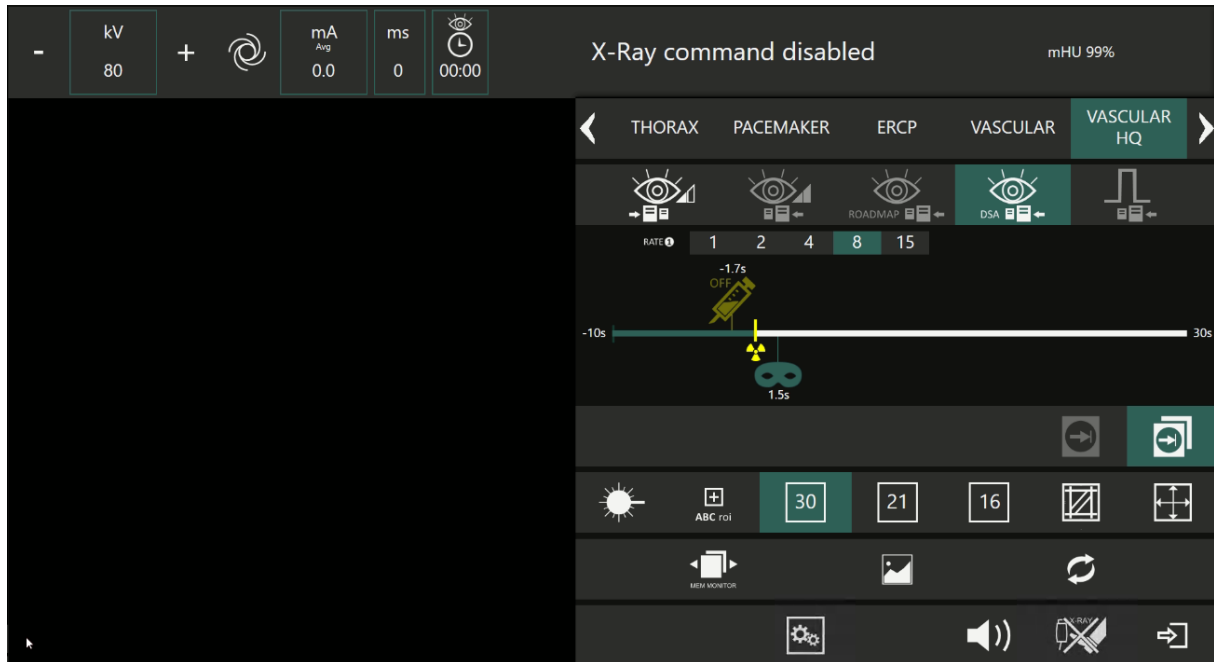 -
kV
80
+
mA
Avg
0.0
ms
0
00:00
X-Ray command disabled
mHU 99%
THORAX
PACEMAKER
ERCP
VASCULAR
VASCULAR
HQ
ROADMAP
DSA
RATE 1
1 2 4 8 15
-1.7s
OFF
-10s
30s
1.5s
ABC roi
30
21
16
MEM MONITOR
X-RAY